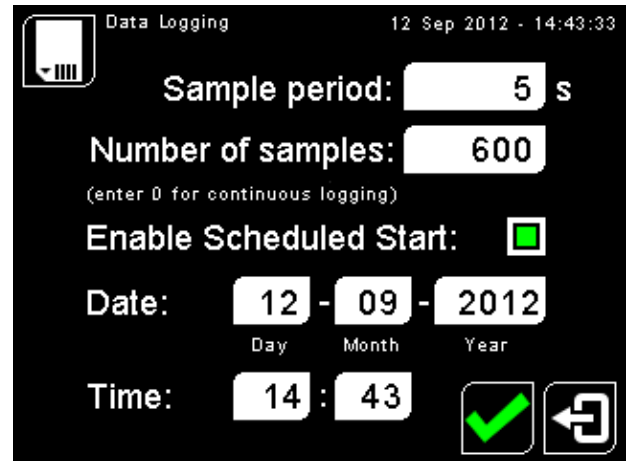 Data Logging 12 Sep 2012 - 14:43:33
Sample period: 5 s
Number of samples: 600
(enter 0 for continuous logging)
Enable Scheduled Start:
Date: 12 - 09 - 2012
Day Month Year
Time: 14 : 43